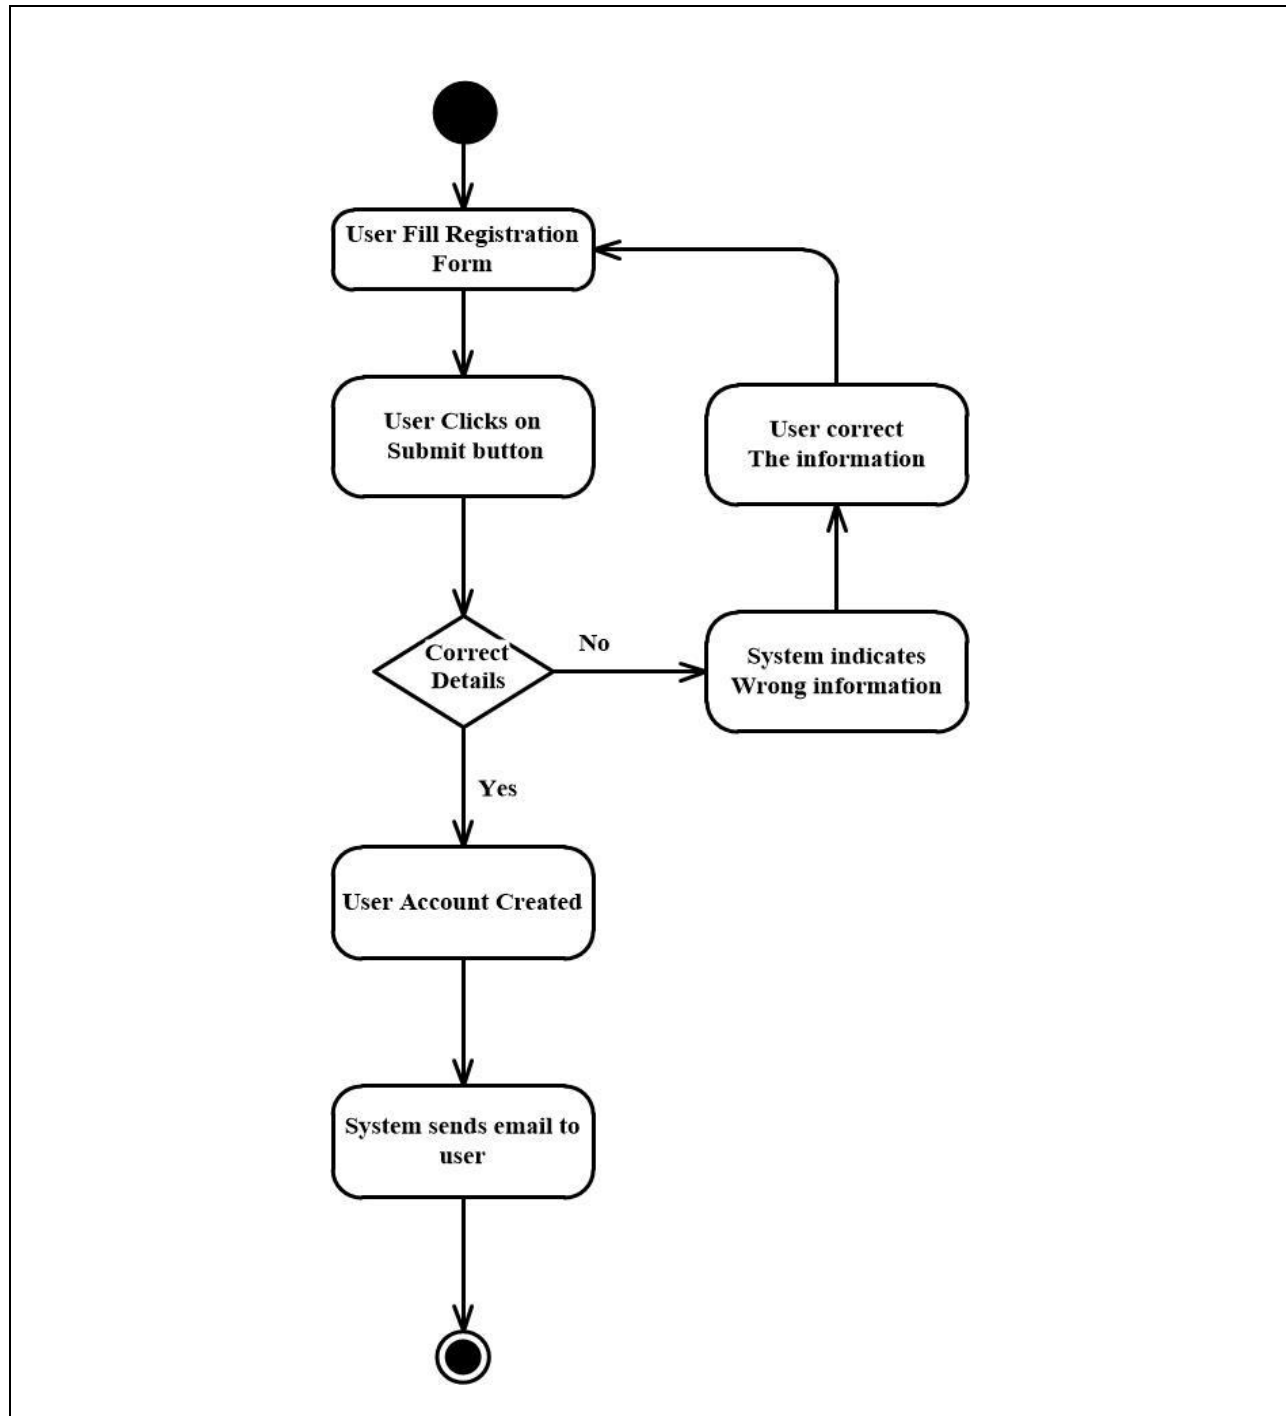 User Fill Registration
Form
User Clicks on
Submit button
User correct
The information
Correct
Details
No
System indicates
Wrong information
Yes
User Account Created
System sends email to
user